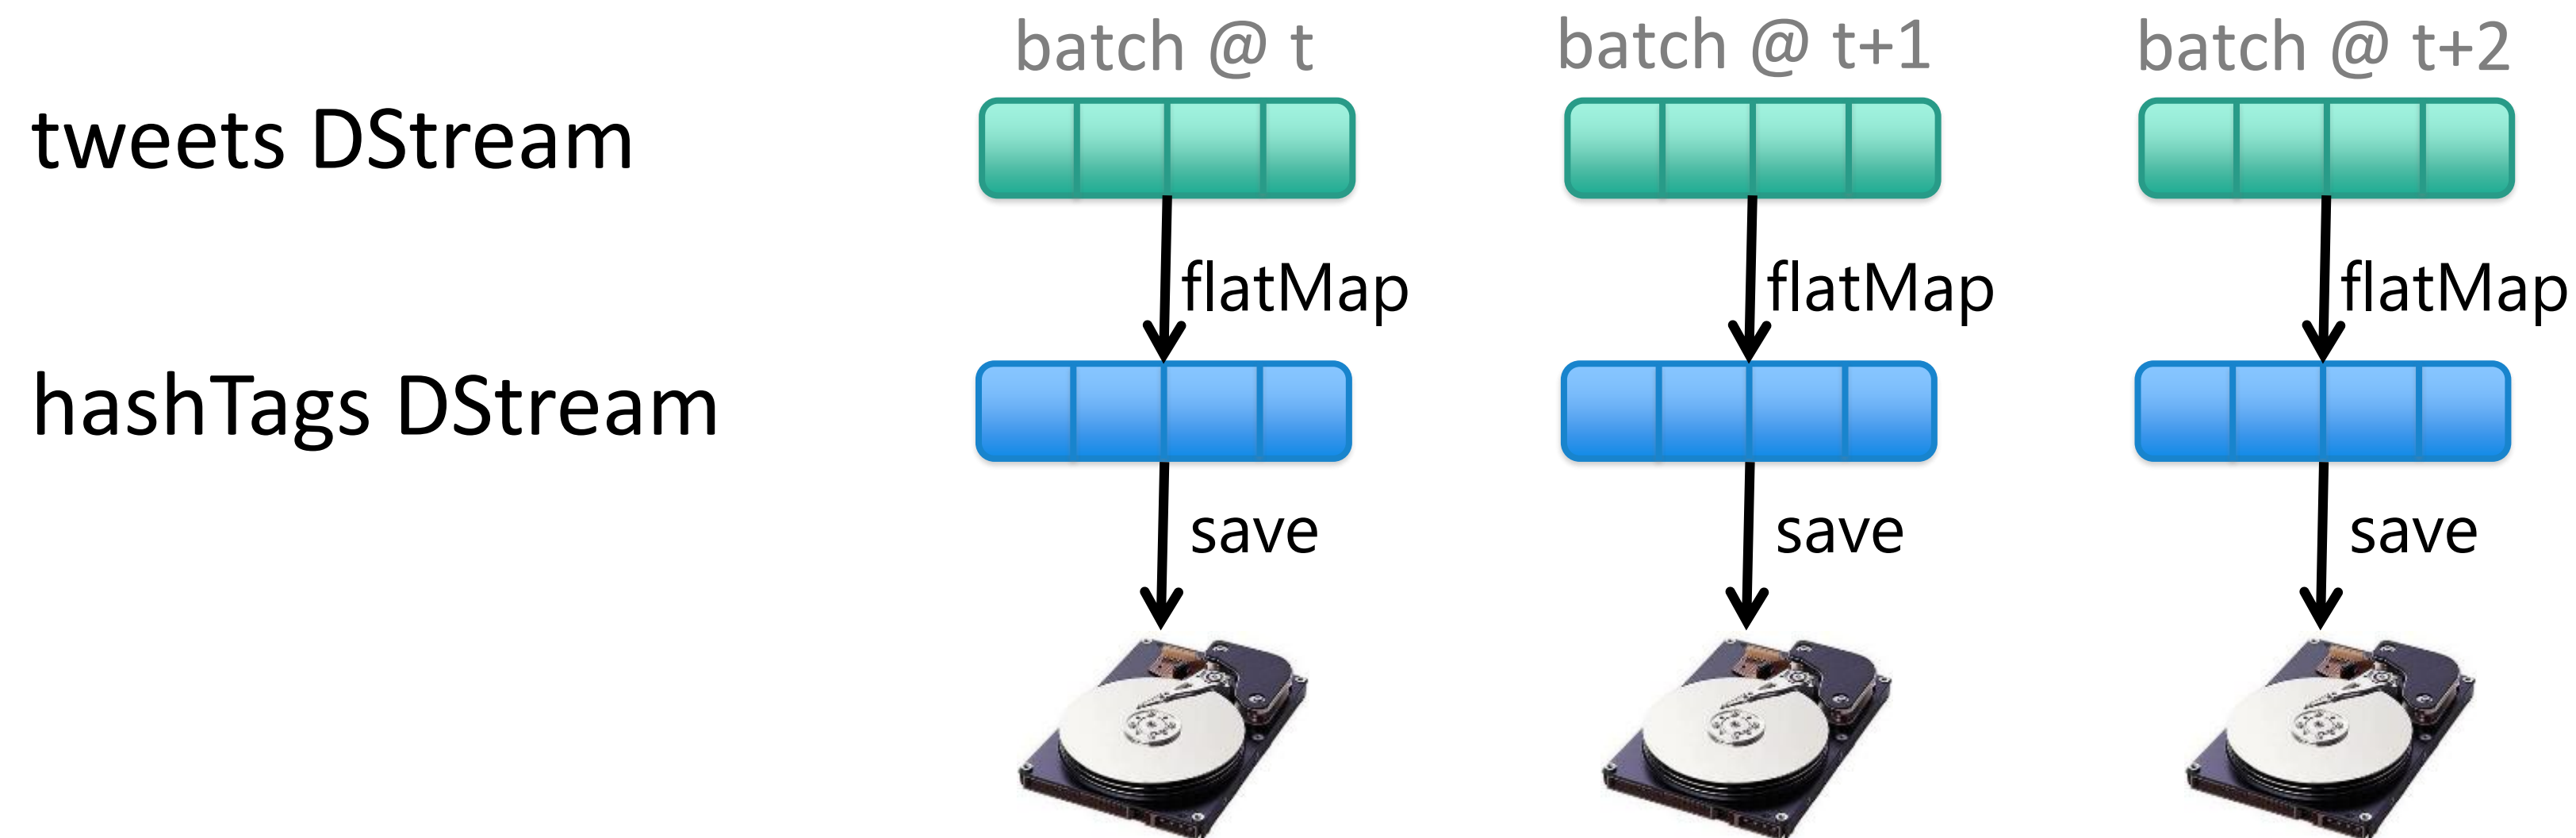 batch @ t
batch @ t+1
batch @ t+2
tweets DStream
flatMap
flatMap
flatMap
hashTags DStream
save
save
save